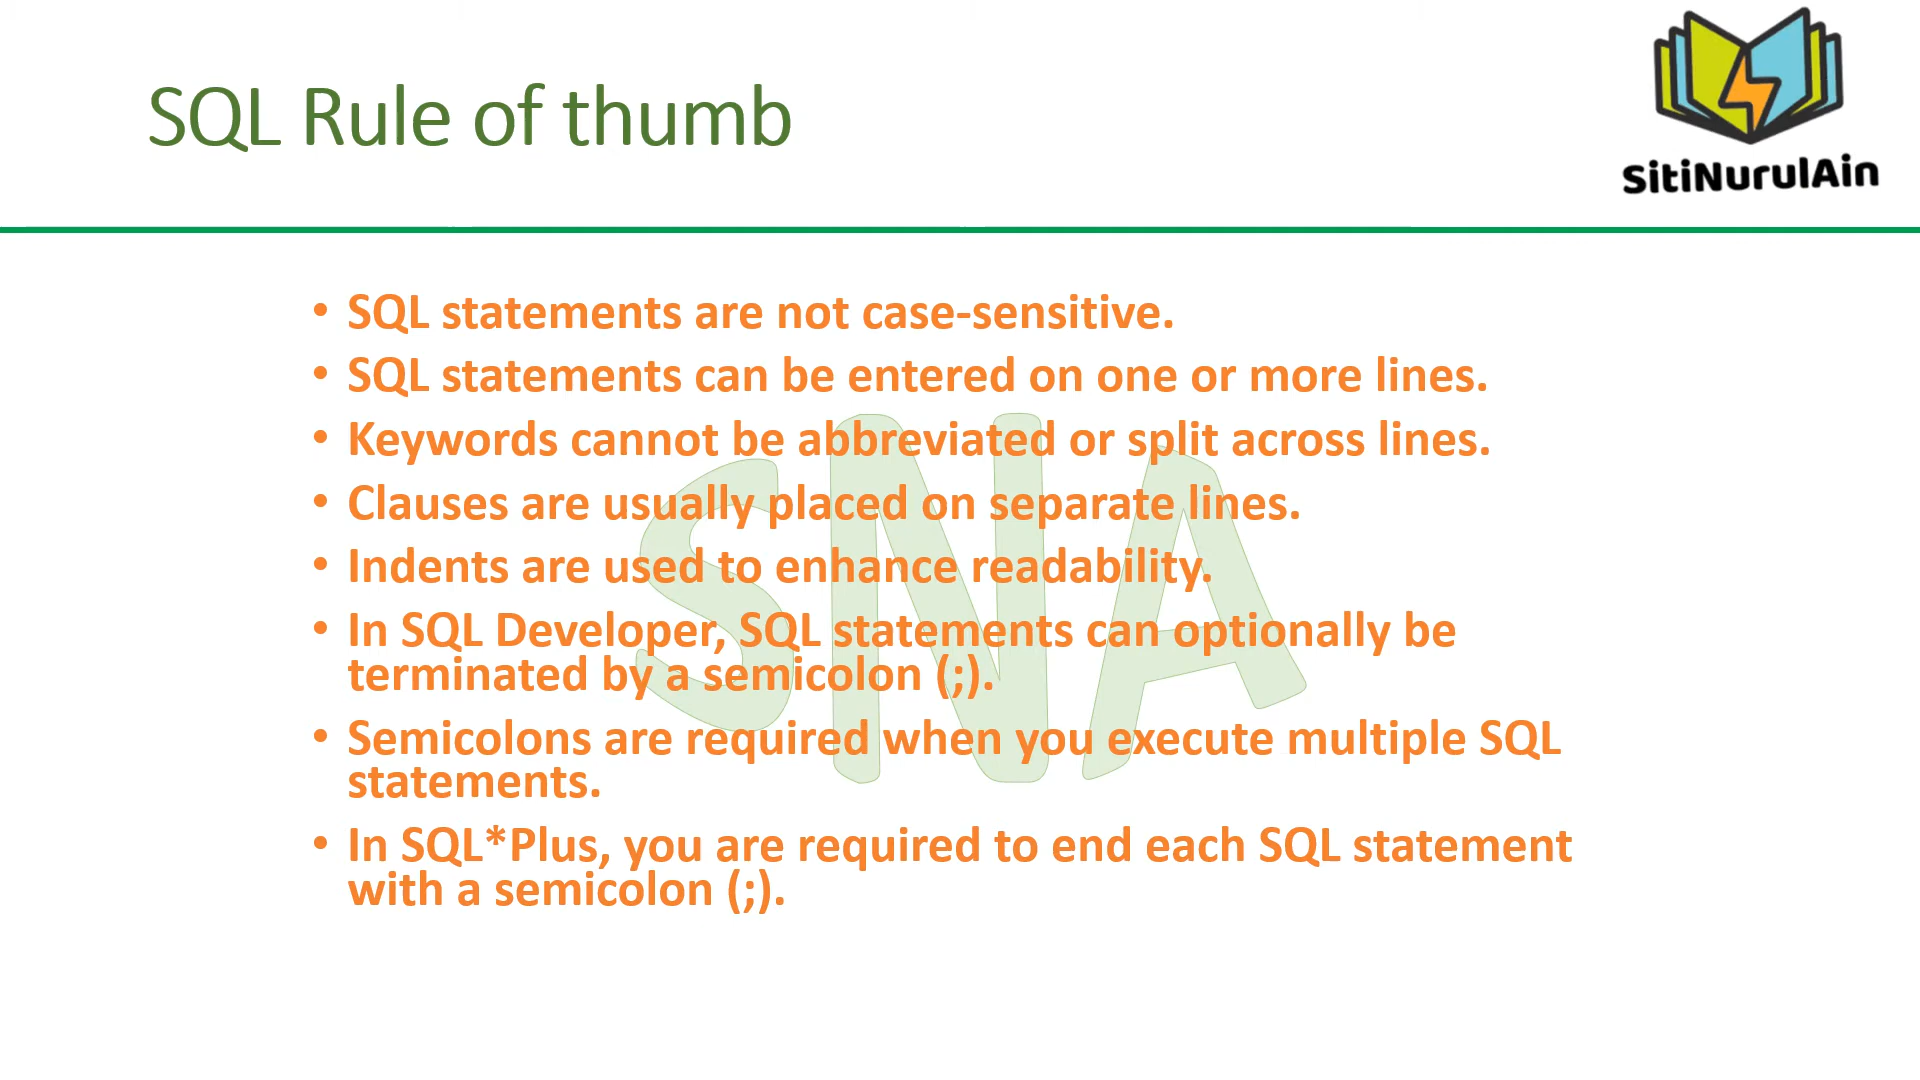 SQL Rule of thumb
SitiNurulAin
• SQL statements are not case-sensitive.
• SQL statements can be entered on one or more lines.
• Keywords cannot be abbreviated or split across lines.
• Clauses are usually placed on separate lines.
• Indents are used to enhance readability.
• In SQL Developer, SQL statements can optionally be
terminated by a semicolon (;).
• Semicolons are required when you execute multiple SQL
statements.
• In SQL*Plus, you are required to end each SQL statement
with a semicolon (;).
SNA